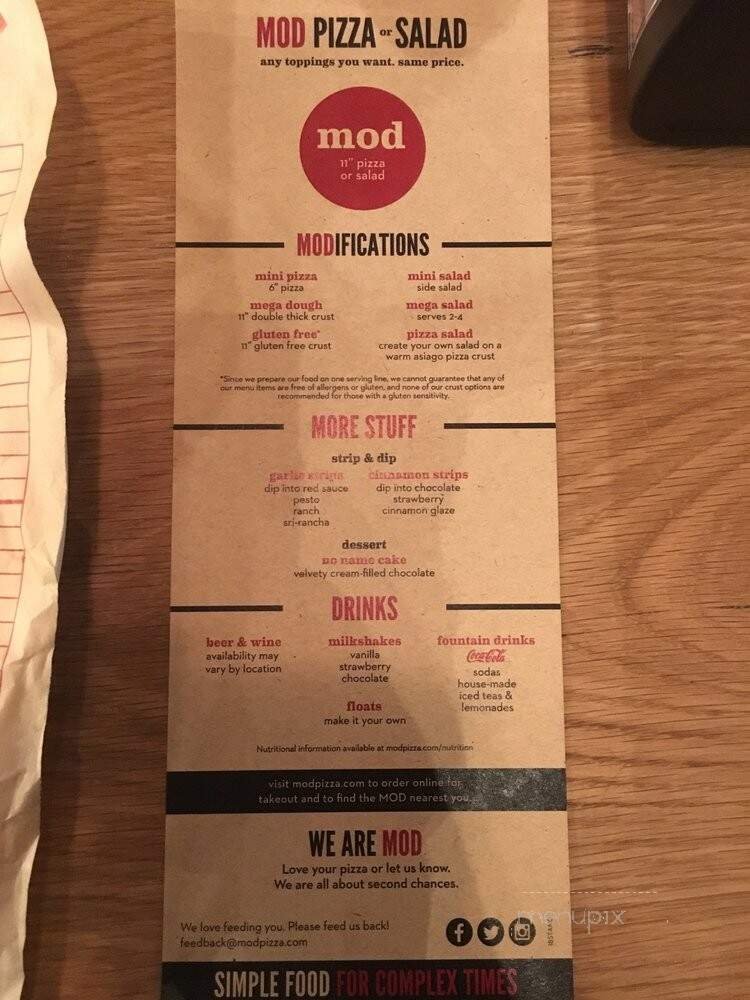 MOD PIZZA or SALAD
any toppings you want. same price.
mod
11" pizza
or salad
MODIFICATIONS
mini pizza
6" pizza
mega dough
11" double thick crust
gluten free*
11" gluten free crust
mini salad
side salad
mega salad
serves 2-4
pizza salad
create your own salad on a
warm asiago pizza crust
*Since we prepare our food on one serving line, we cannot guarantee that any of
our menu items are free of allergens or gluten, and none of our crust options are
recommended for those with a gluten sensitivity.
MORE STUFF
strip & dip
garlic strips
dip into red sauce
pesto
ranch
sri-rancha
cinnamon strips
dip into chocolate
strawberry
cinnamon glaze
dessert
no name cake
velvety cream-filled chocolate
DRINKS
beer & wine
availability may
vary by location
milkshakes
vanilla
strawberry
chocolate
floats
make it your own
fountain drinks
Coca-Cola
sodas
house-made
iced teas &
lemonades
Nutritional information available at modpizza.com/nutrition
visit modpizza.com to order online for
takeout and to find the MOD nearest you.
WE ARE MOD
Love your pizza or let us know.
We are all about second chances.
We love feeding you. Please feed us back!
feedback@modpizza.com
menupix
SIMPLE FOOD FOR COMPLEX TIMES